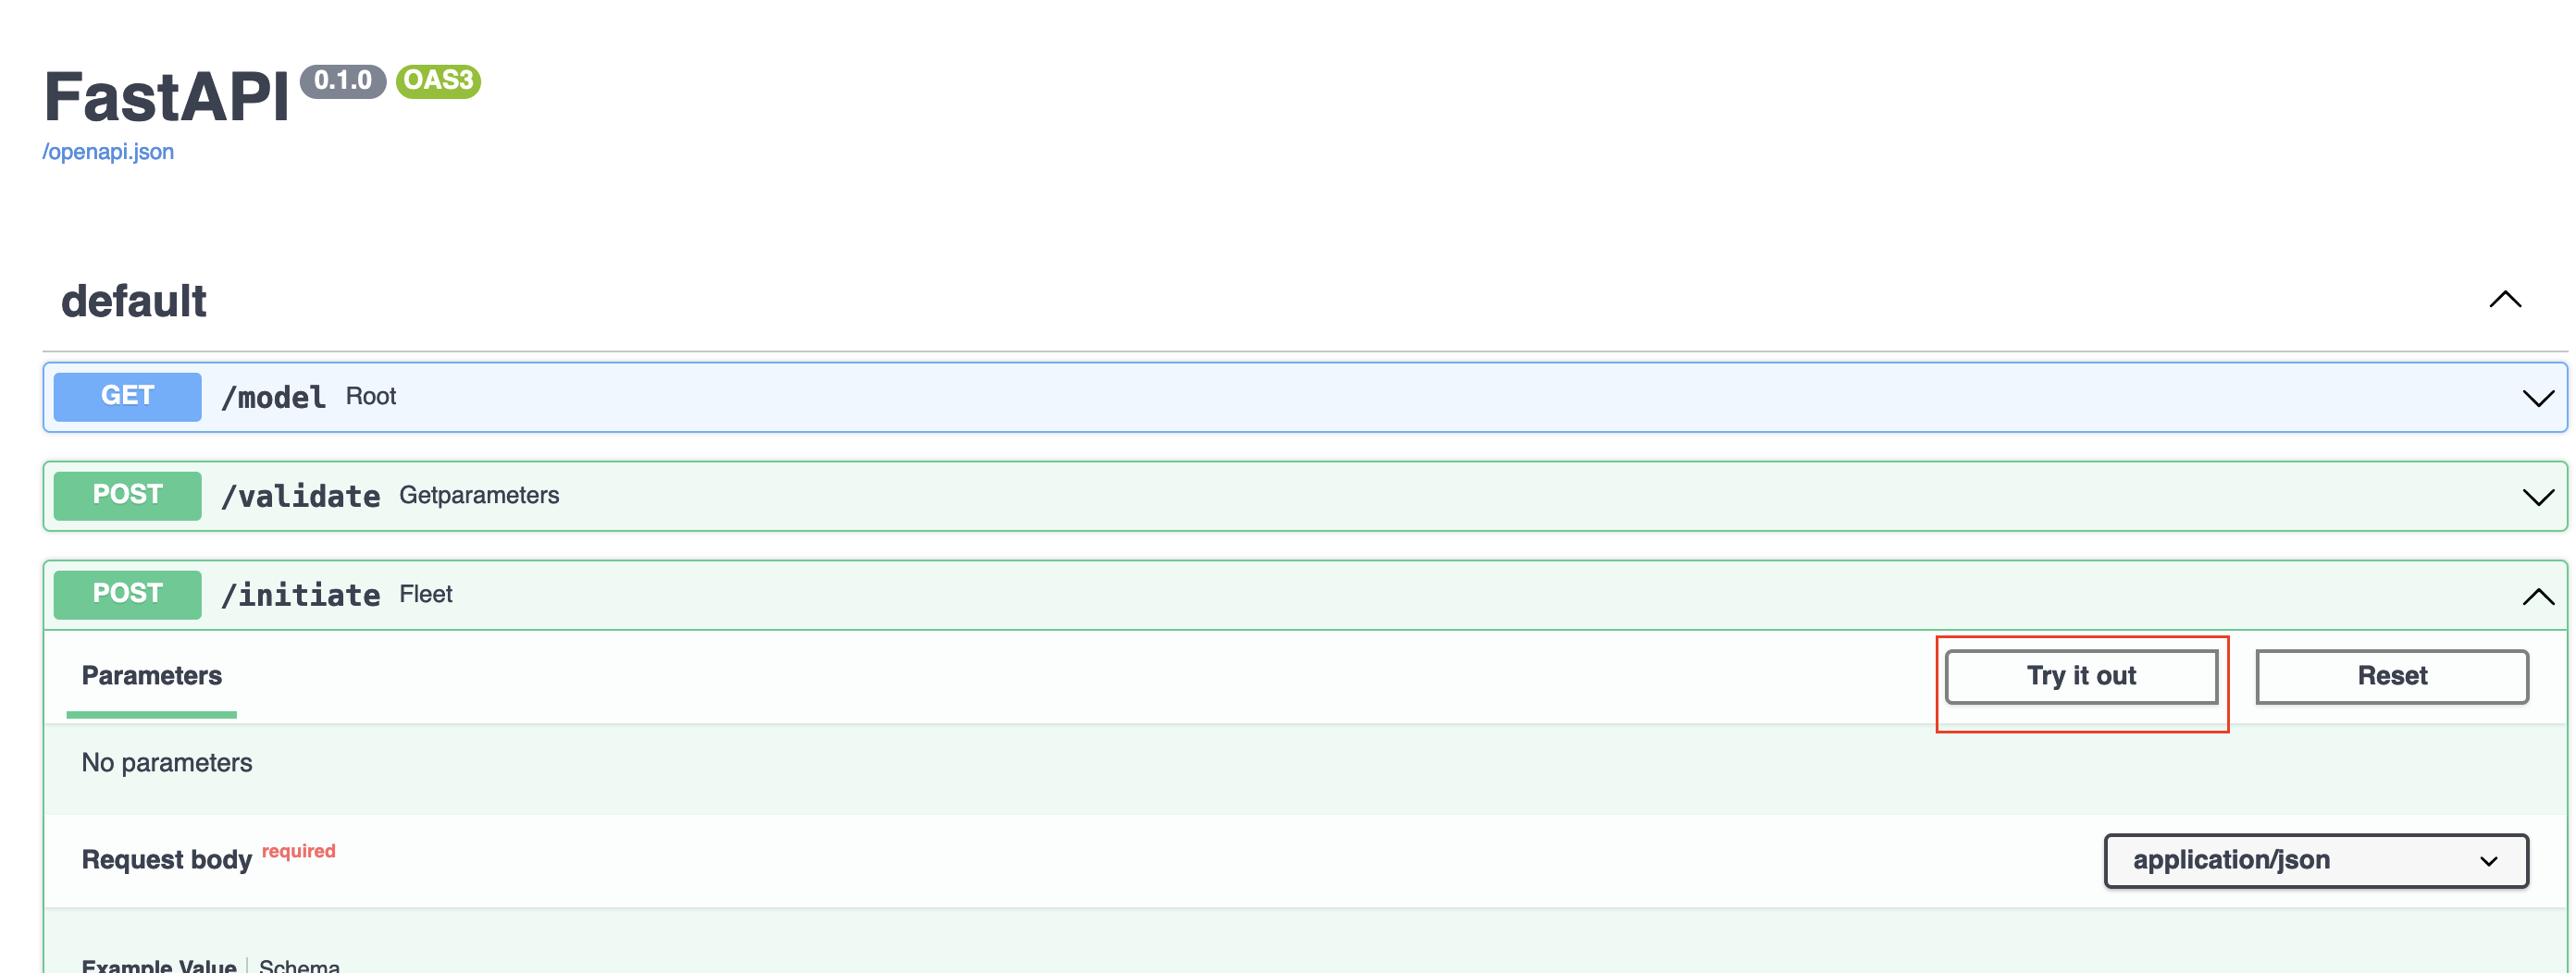 FastAPI 0.1.0 OAS3
/openapi.json
default
GET /model Root
POST /validate Getparameters
POST /initiate Fleet
Parameters Try it out Reset
No parameters
Request body required application/json
Example Value Schema